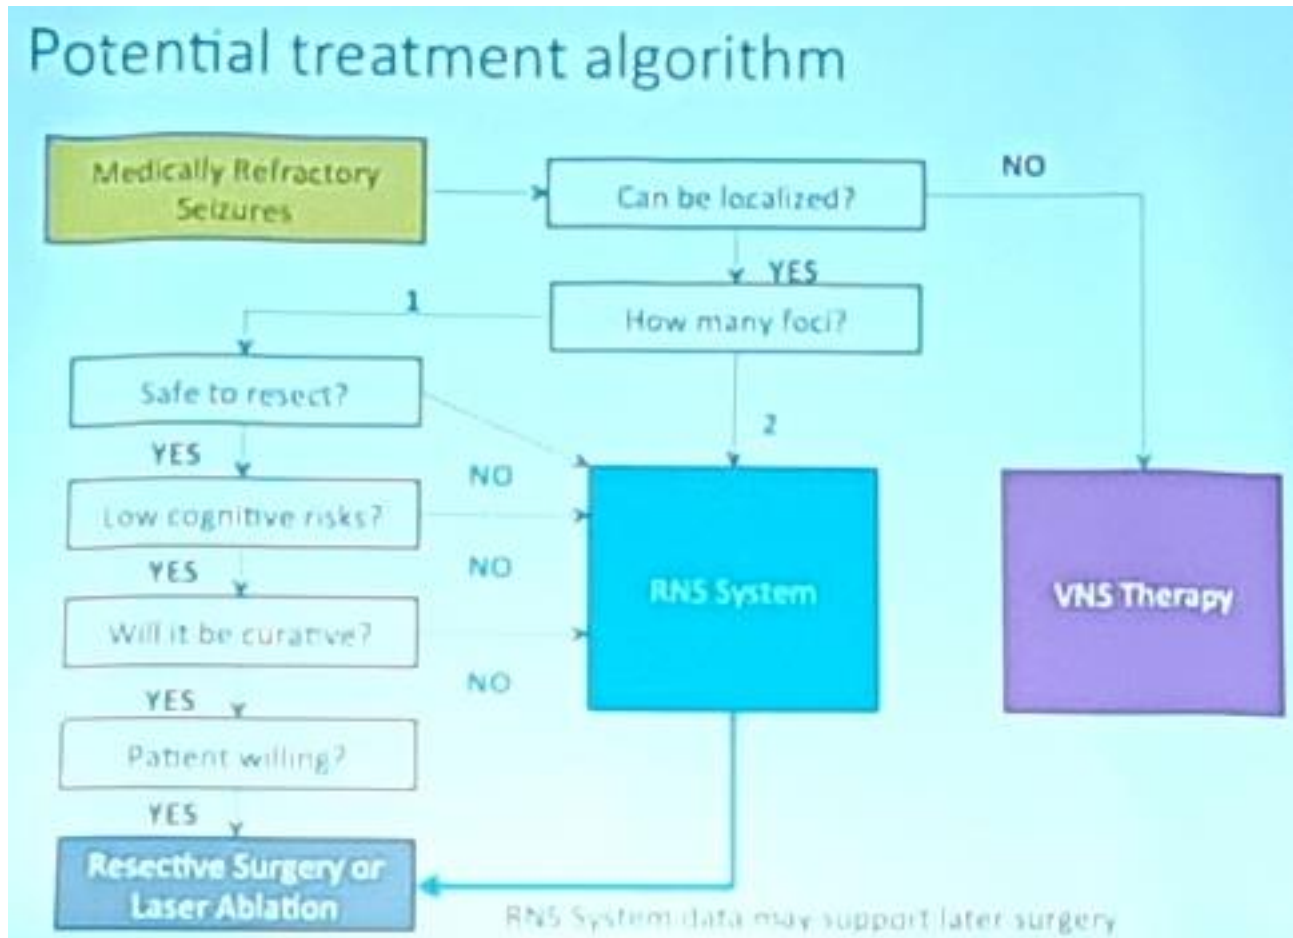 Potential treatment algorithm
Medically Refractory
Seizures
Can be localized?
NO
YES
How many foci?
1
2
Safe to resect?
YES
NO
Low cognitive risks?
YES
NO
Will it be curative?
YES
NO
Patient willing?
YES
Resective Surgery or
Laser Ablation
RNS System
VNS Therapy
RNS System data may support later surgery